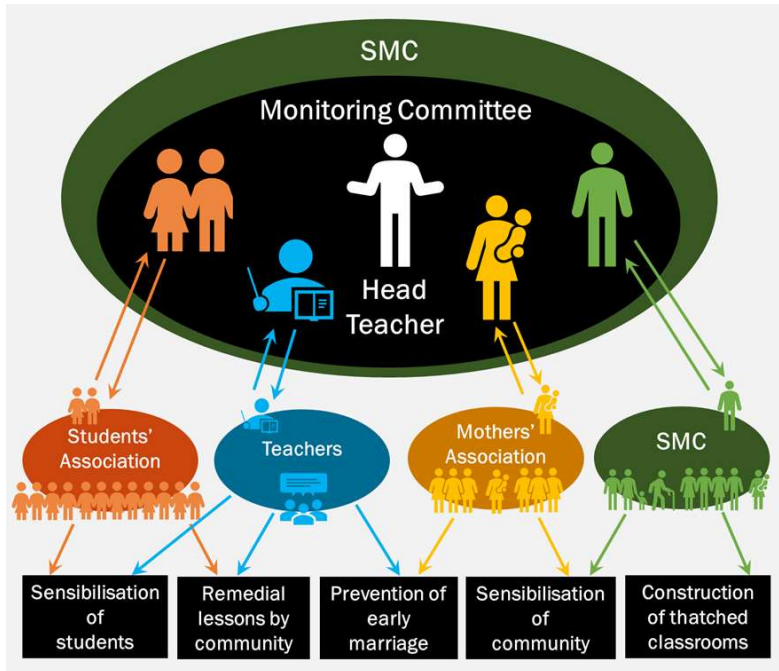 SMC
Monitoring Committee
Head
Teacher
Students'
Association
Teachers
Mothers'
Association
SMC
Sensibilisation
of
students
Remedial
lessons by
community
Prevention of
early
marriage
Sensibilisation
of
community
Construction
of thatched
classrooms